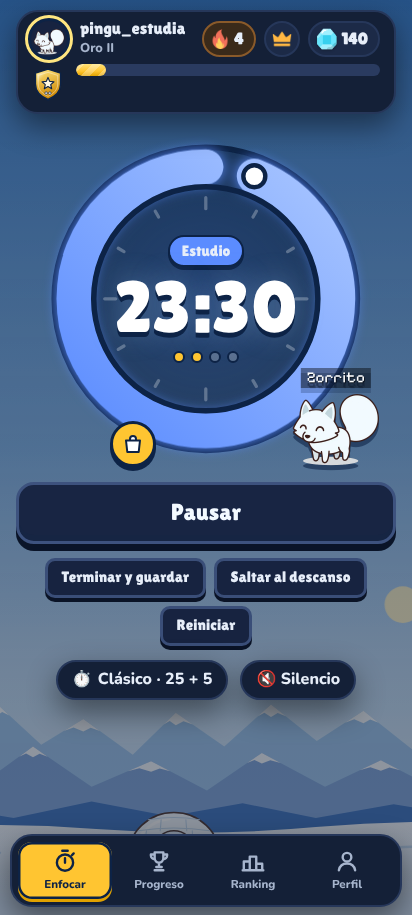 pingu_estudia
Oro II
4
140
Estudio
23:30
Zorrito
Pausar
Terminar y guardar
Saltar al descanso
Reiniciar
Clásico · 25 + 5
Silencio
Enfocar
Progreso
Ranking
Perfil